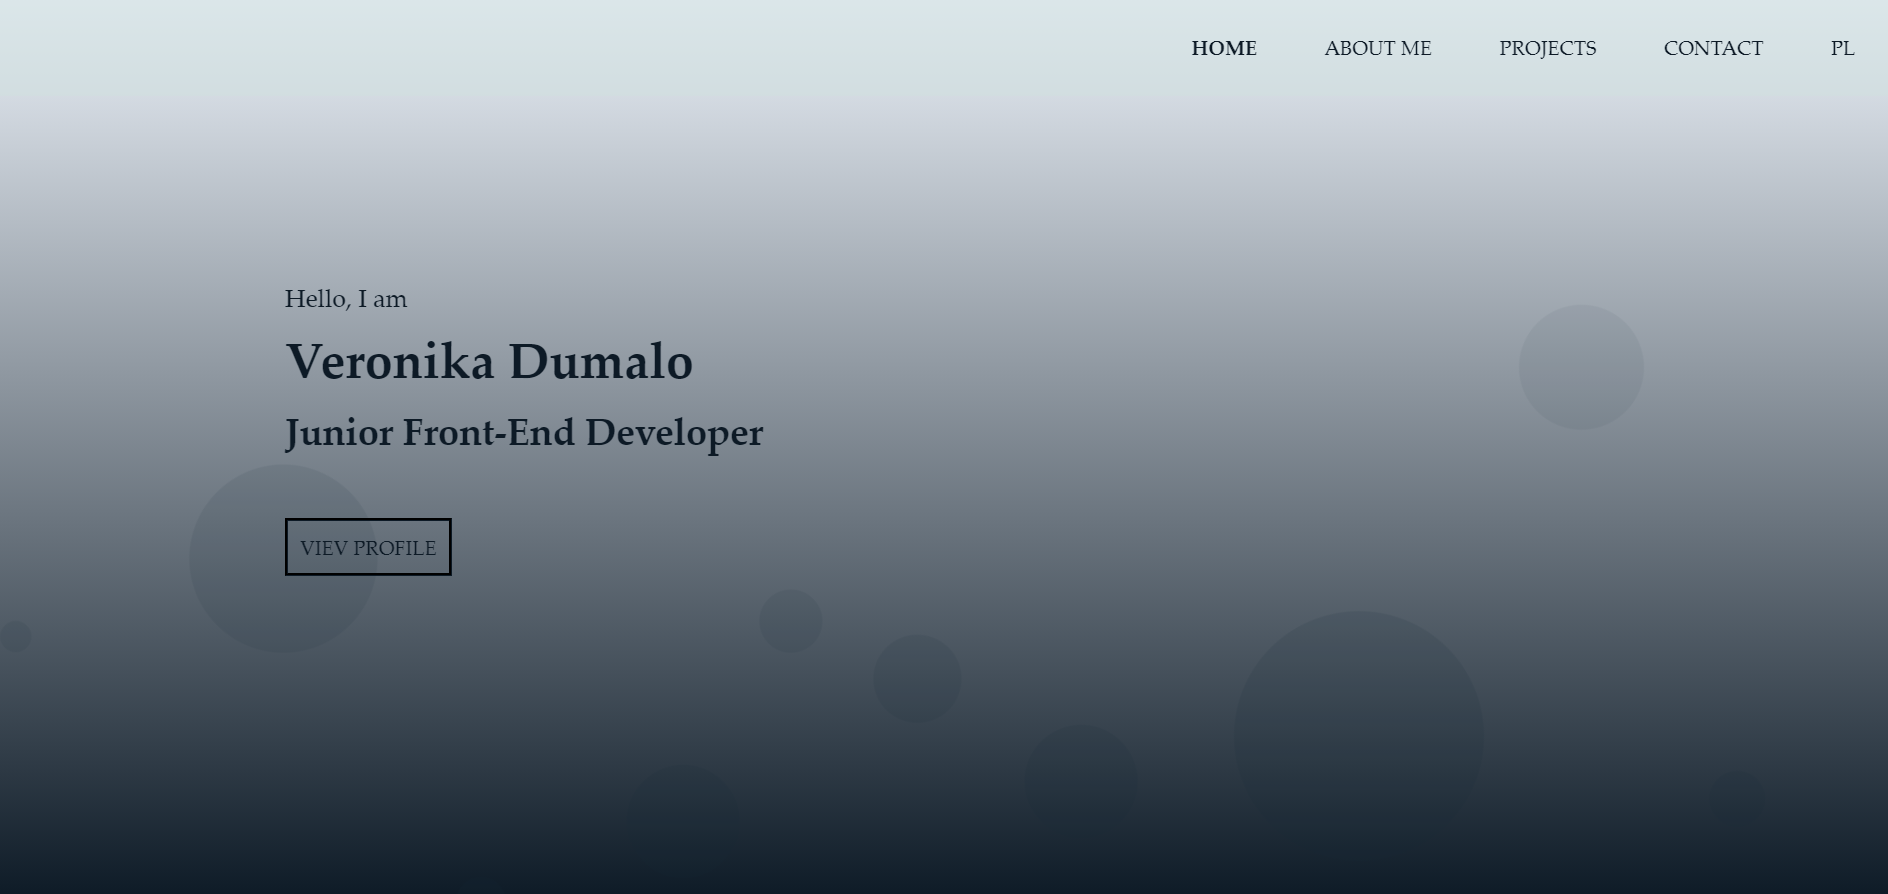 HOME ABOUT ME PROJECTS CONTACT PL
Hello, I am
Veronika Dumalo
Junior Front-End Developer
VIEV PROFILE